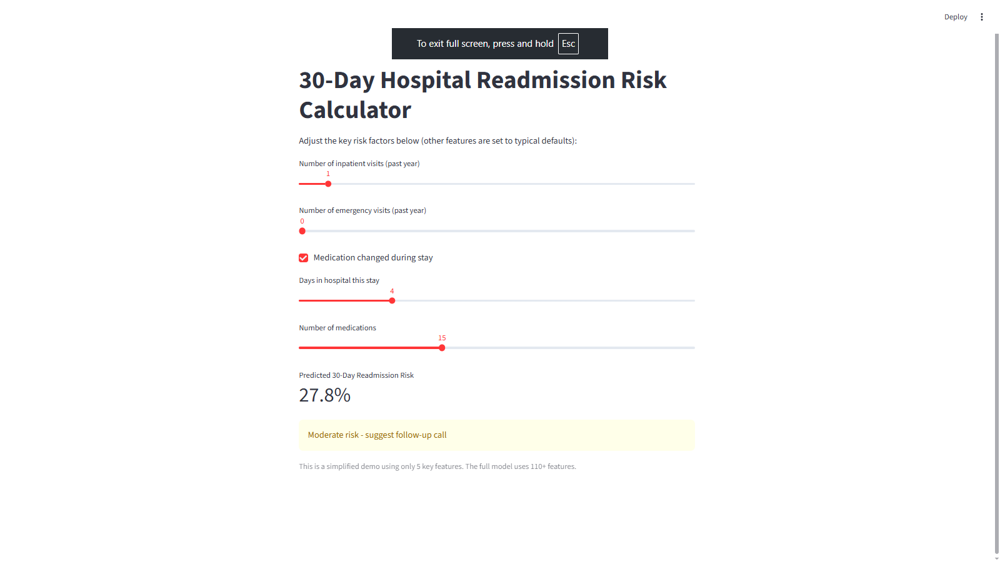 Deploy
To exit full screen, press and hold Esc
30-Day Hospital Readmission Risk
Calculator
Adjust the key risk factors below (other features are set to typical defaults):
Number of inpatient visits (past year)
1
Number of emergency visits (past year)
0
Medication changed during stay
Days in hospital this stay
4
Number of medications
15
Predicted 30-Day Readmission Risk
27.8%
Moderate risk - suggest follow-up call
This is a simplified demo using only 5 key features. The full model uses 110+ features.